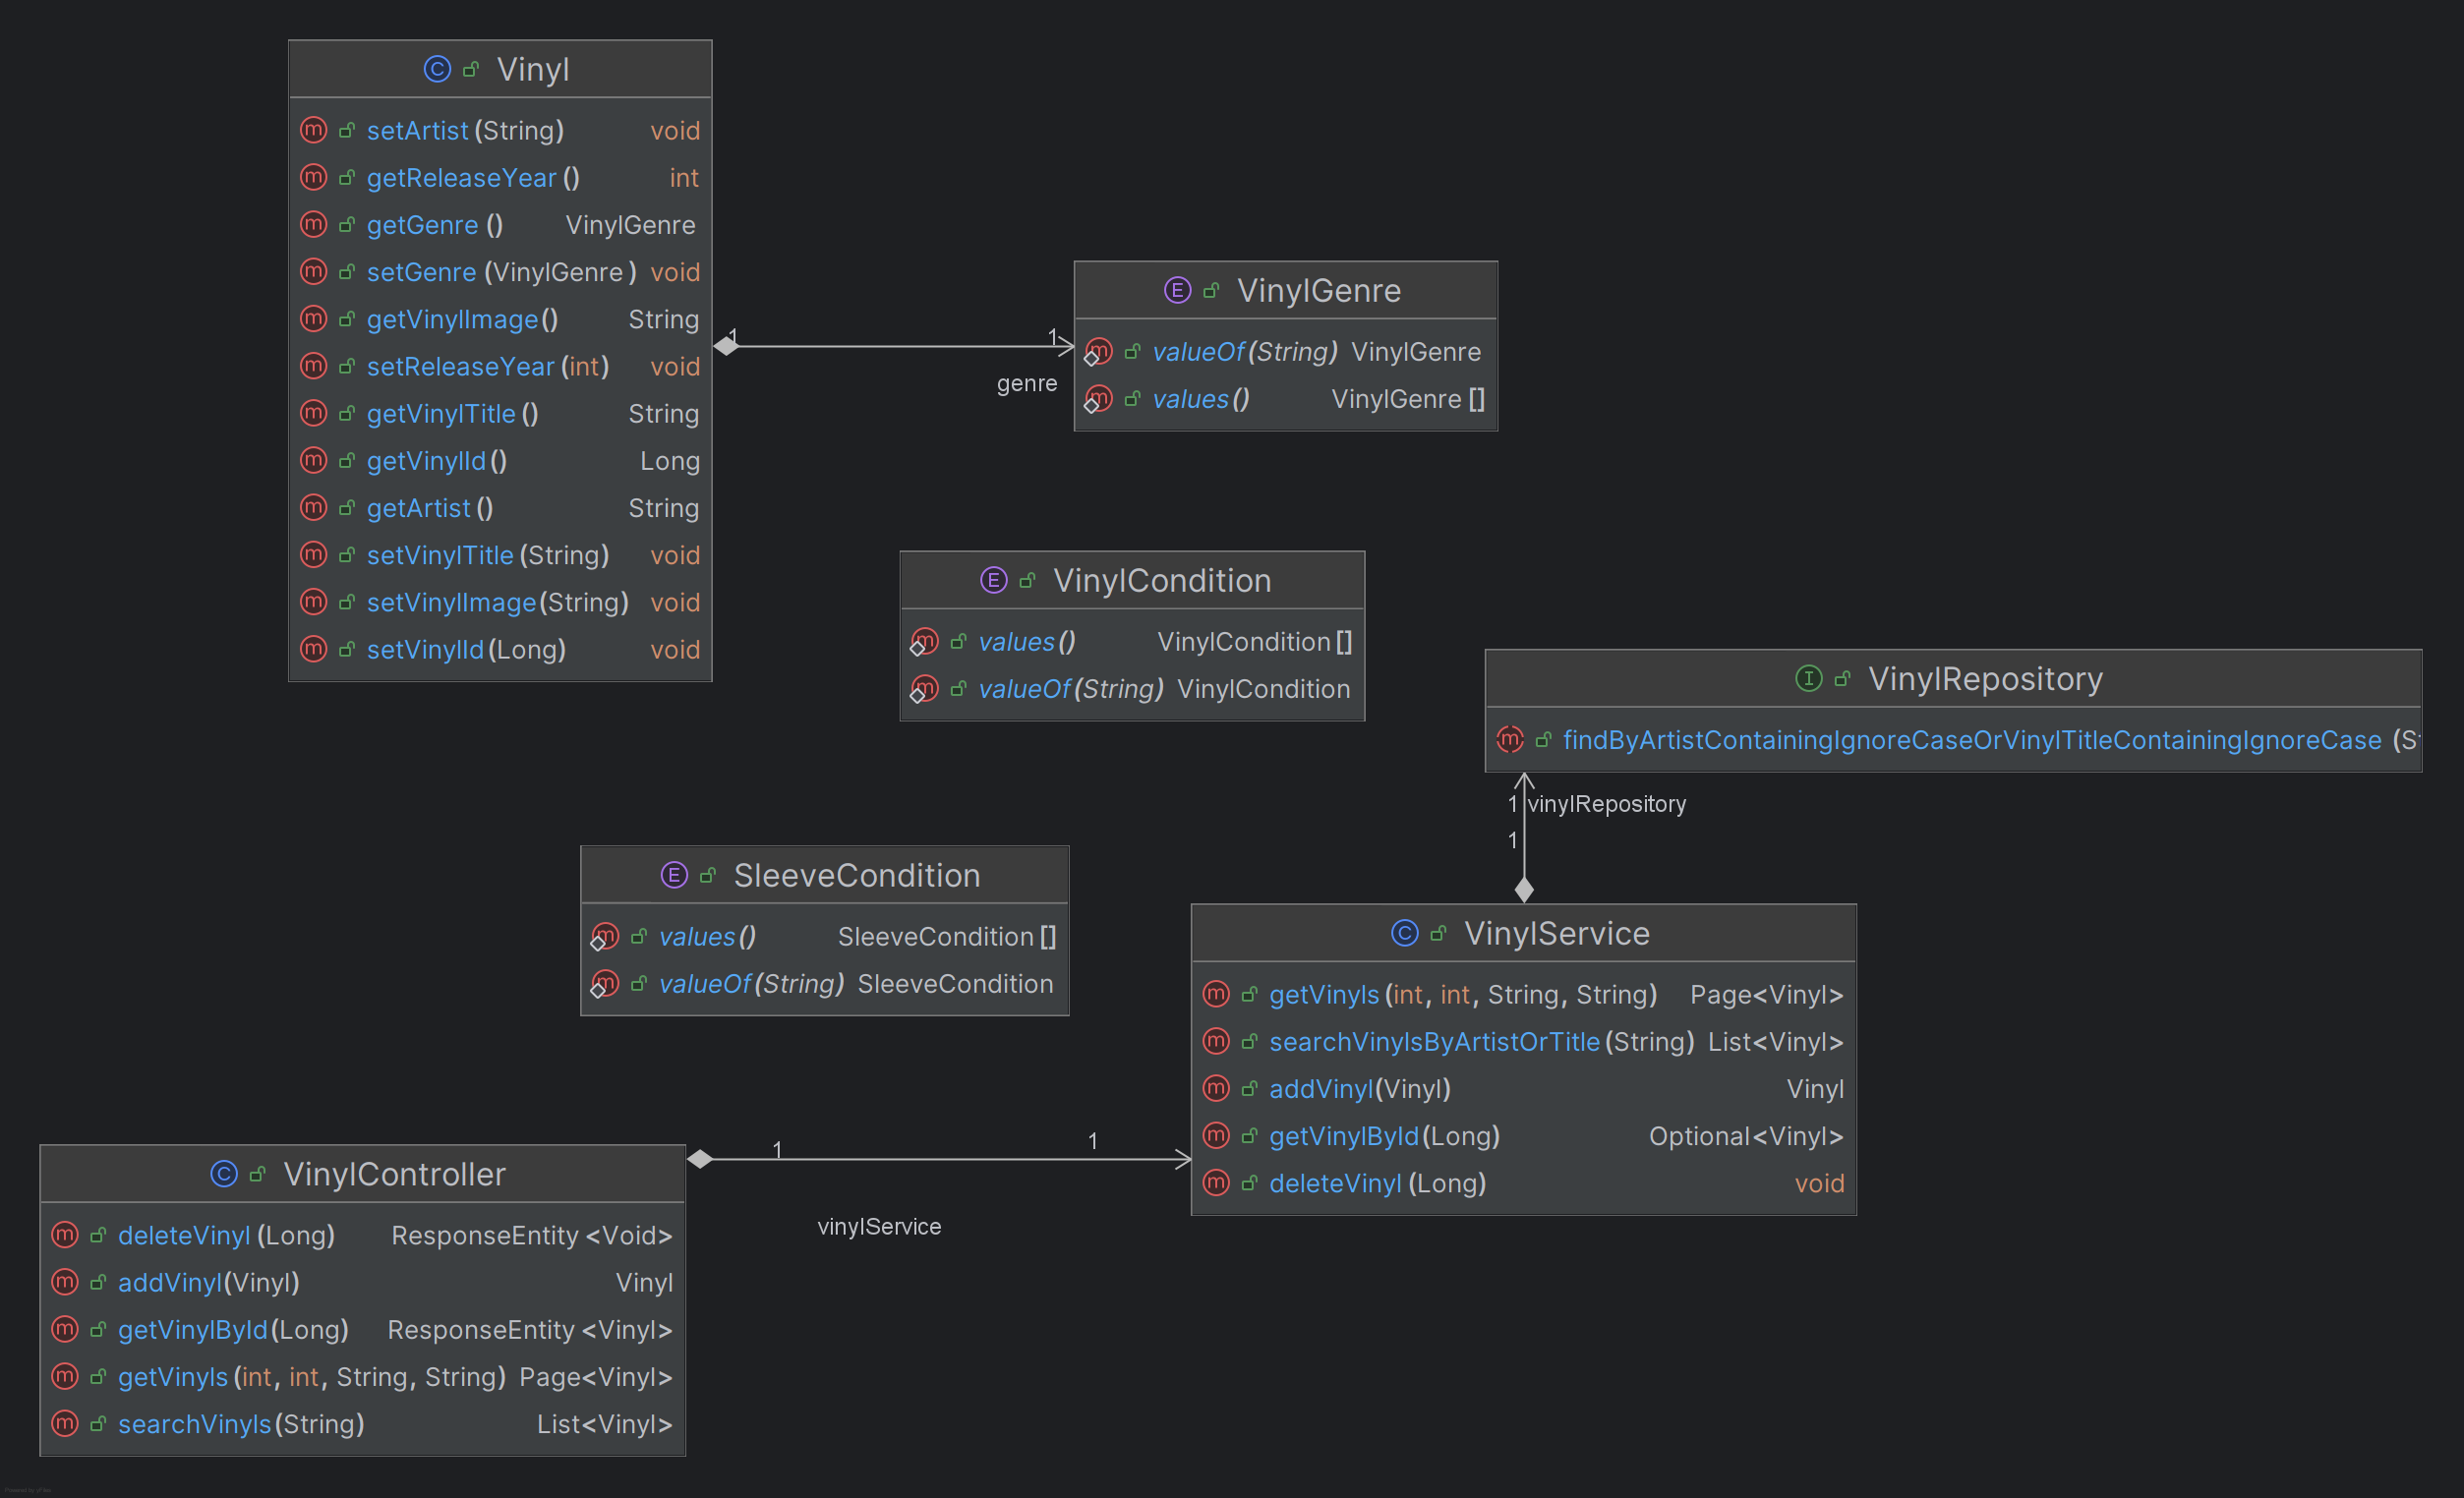 Vinyl
setArtist(String) void
getReleaseYear() int
getGenre() VinylGenre
setGenre(VinylGenre) void
getVinylImage() String
setReleaseYear(int) void
getVinylTitle() String
getVinylId() Long
getArtist() String
setVinylTitle(String) void
setVinylImage(String) void
setVinylId(Long) void
1
1
genre
VinylGenre
valueOf(String) VinylGenre
values() VinylGenre[]
VinylCondition
values() VinylCondition[]
valueOf(String) VinylCondition
VinylRepository
findByArtistContainingIgnoreCaseOrVinylTitleContainingIgnoreCase
1 vinylRepository
1
SleeveCondition
values() SleeveCondition[]
valueOf(String) SleeveCondition
VinylService
getVinyls(int, int, String, String) Page<Vinyl>
searchVinylsByArtistOrTitle(String) List<Vinyl>
addVinyl(Vinyl) Vinyl
getVinylById(Long) Optional<Vinyl>
deleteVinyl(Long) void
1
1
vinylService
VinylController
deleteVinyl(Long) ResponseEntity<Void>
addVinyl(Vinyl) Vinyl
getVinylById(Long) ResponseEntity<Vinyl>
getVinyls(int, int, String, String) Page<Vinyl>
searchVinyls(String) List<Vinyl>